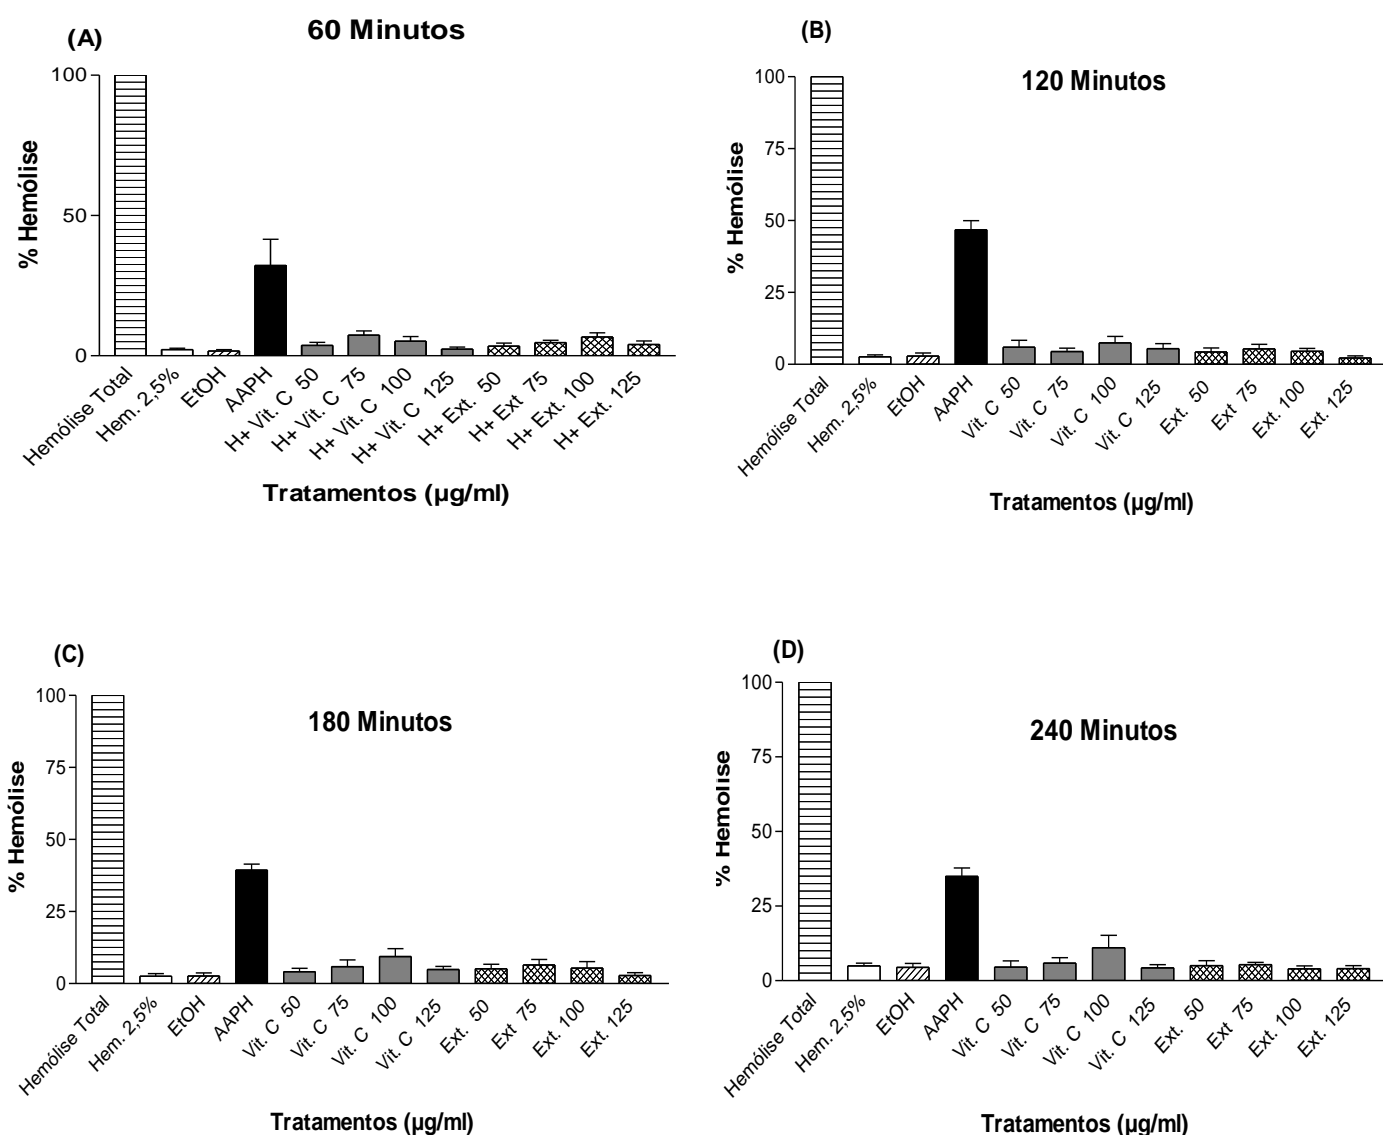 (A)
60 Minutos
% Hemólise
100
50
0
Hemólise Total
Hem. 2,5%
EtOH
AAPH
H+ Vit. C 50
H+ Vit. C 75
H+ Vit. C 100
H+ Vit. C 125
H+ Ext. 50
H+ Ext 75
H+ Ext. 100
H+ Ext. 125
Tratamentos (µg/ml)
(B)
120 Minutos
% Hemólise
100
75
50
25
0
Hemólise Total
Hem. 2,5%
EtOH
AAPH
Vit. C 50
Vit. C 75
Vit. C 100
Vit. C 125
Ext. 50
Ext 75
Ext. 100
Ext. 125
Tratamentos (µg/ml)
(C)
180 Minutos
% Hemólise
100
75
50
25
0
Hemólise Total
Hem. 2,5%
EtOH
AAPH
Vit. C 50
Vit. C 75
Vit. C 100
Vit. C 125
Ext. 50
Ext 75
Ext. 100
Ext. 125
Tratamentos (µg/ml)
(D)
240 Minutos
% Hemolise
100
75
50
25
0
Hemólise Total
Hem. 2,5%
EtOH
AAPH
Vit. C 50
Vit. C 75
Vit. C 100
Vit. C 125
Ext. 50
Ext 75
Ext. 100
Ext. 125
Tratamentos (µg/ml)